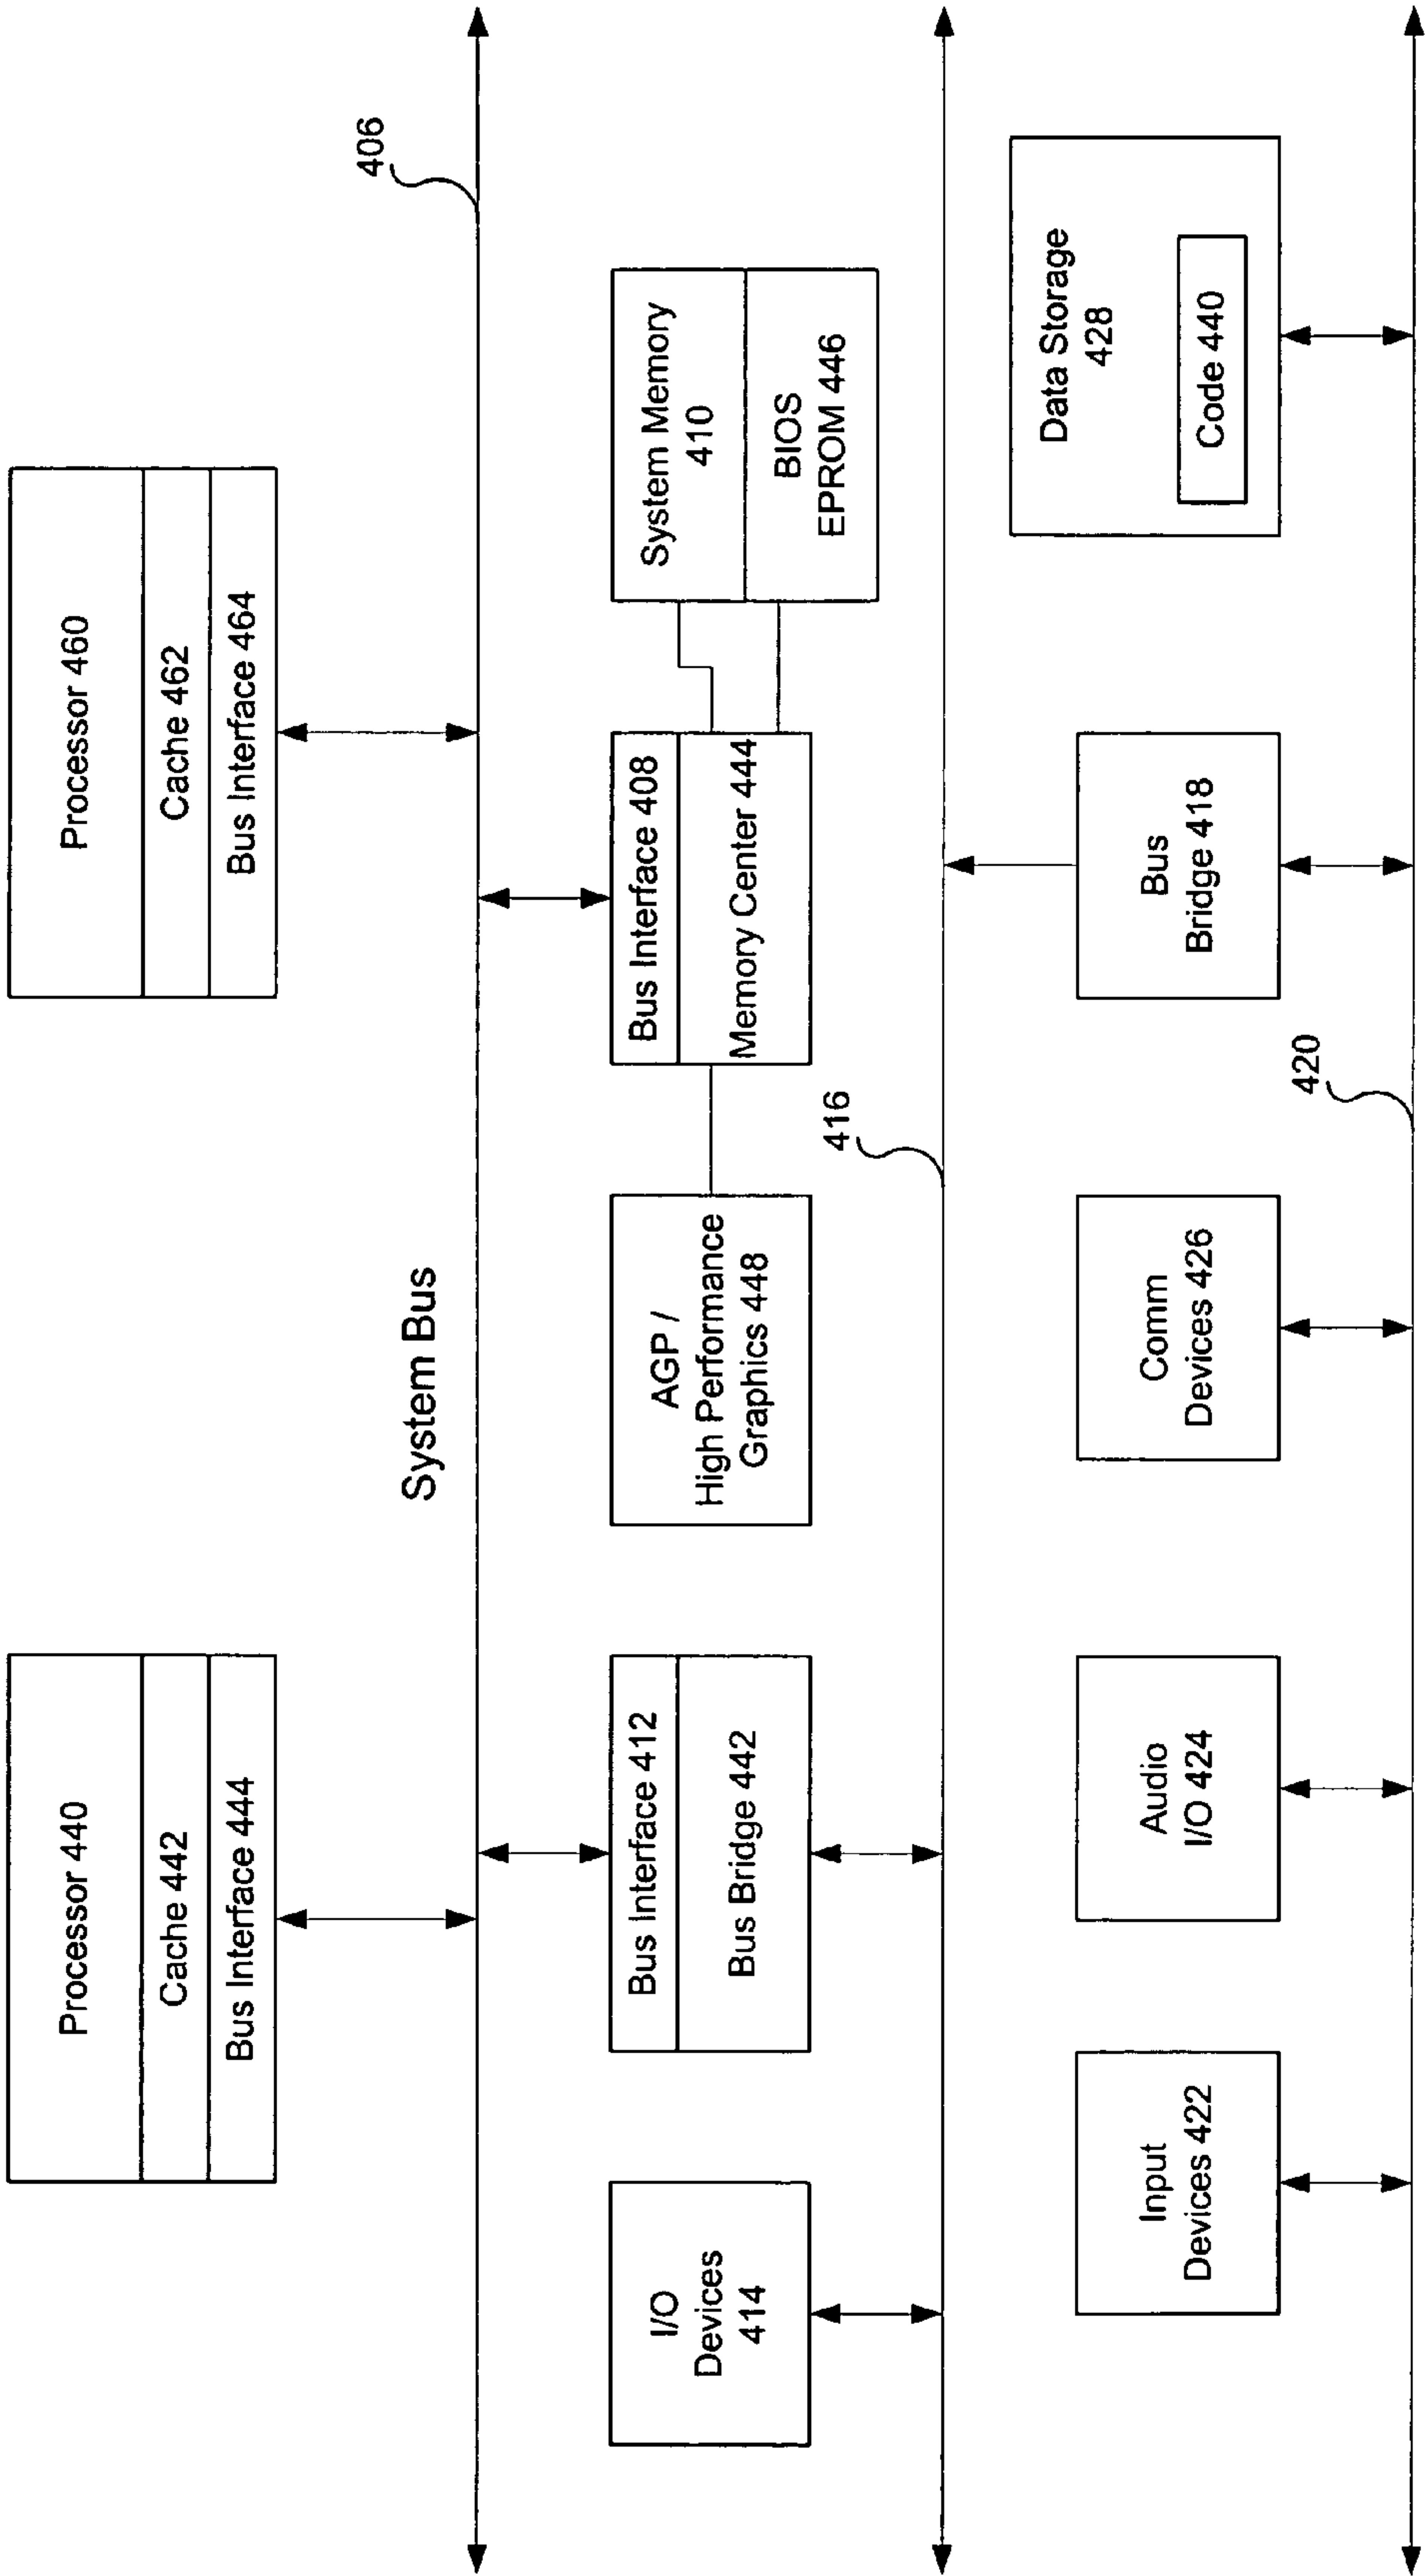 Processor 440
Cache 442
Bus Interface 444
Processor 460
Cache 462
Bus Interface 464
System Bus
406
I/O
Devices
414
Bus Interface 412
Bus Bridge 442
AGP /
High Performance
Graphics 448
Bus Interface 408
Memory Center 444
System Memory
410
BIOS
EPROM 446
416
Input
Devices 422
Audio
I/O 424
Comm
Devices 426
Bus
Bridge 418
Data Storage
428
Code 440
420